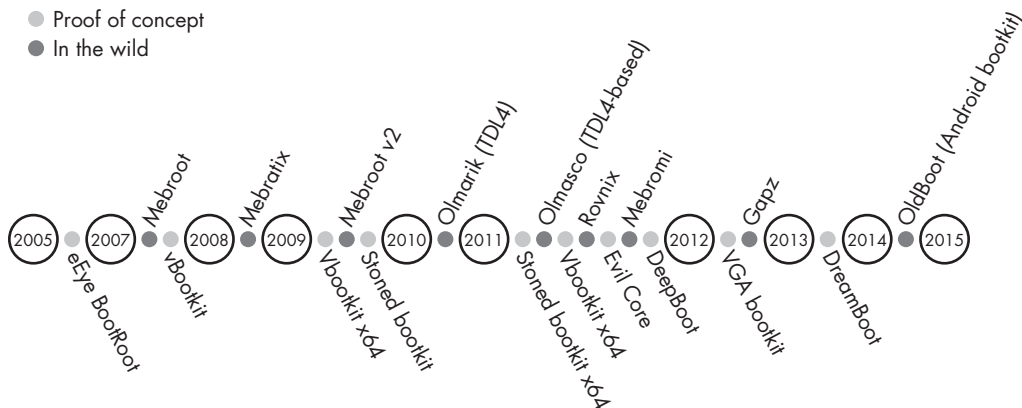 Proof of concept
In the wild
2005
eEye BootRoot
2007
Mebroot
vBootkit
2008
Mebratix
2009
Vbootkit x64
Mebroot v2
Stoned bootkit
2010
Olmarik (TDL4)
2011
Stoned bootkit x64
Olmasco (TDL4-based)
Vbootkit x64
Rovnix
Evil Core
Mebromi
DeepBoot
2012
VGA bootkit
Gapz
2013
DreamBoot
2014
OldBoot (Android bootkit)
2015